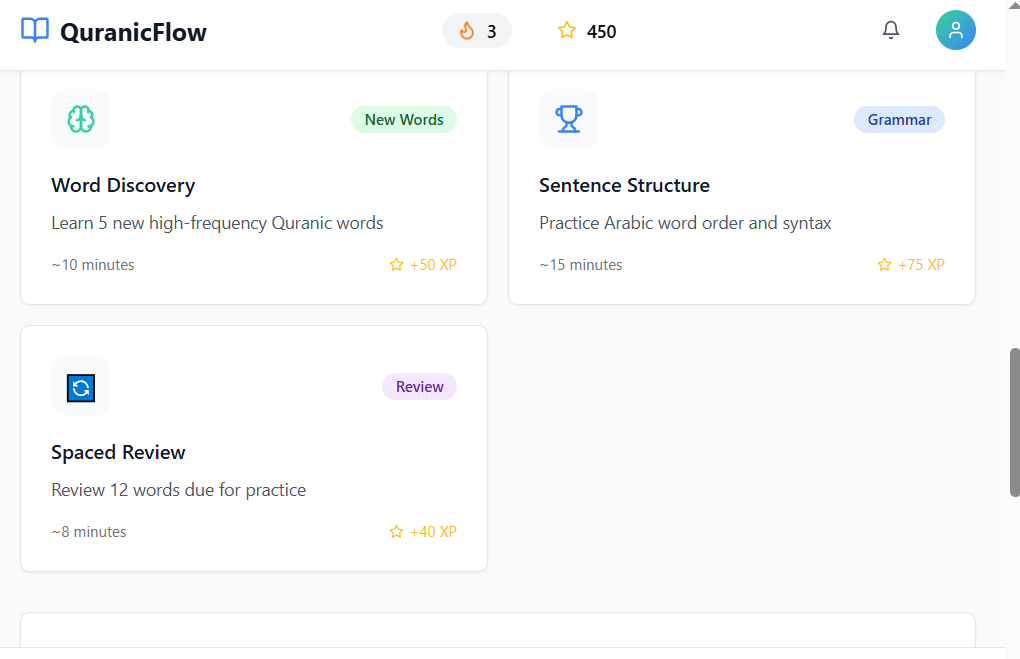 QuranicFlow
3
450
New Words
Word Discovery
Learn 5 new high-frequency Quranic words
~10 minutes
+50 XP
Grammar
Sentence Structure
Practice Arabic word order and syntax
~15 minutes
+75 XP
Review
Spaced Review
Review 12 words due for practice
~8 minutes
+40 XP